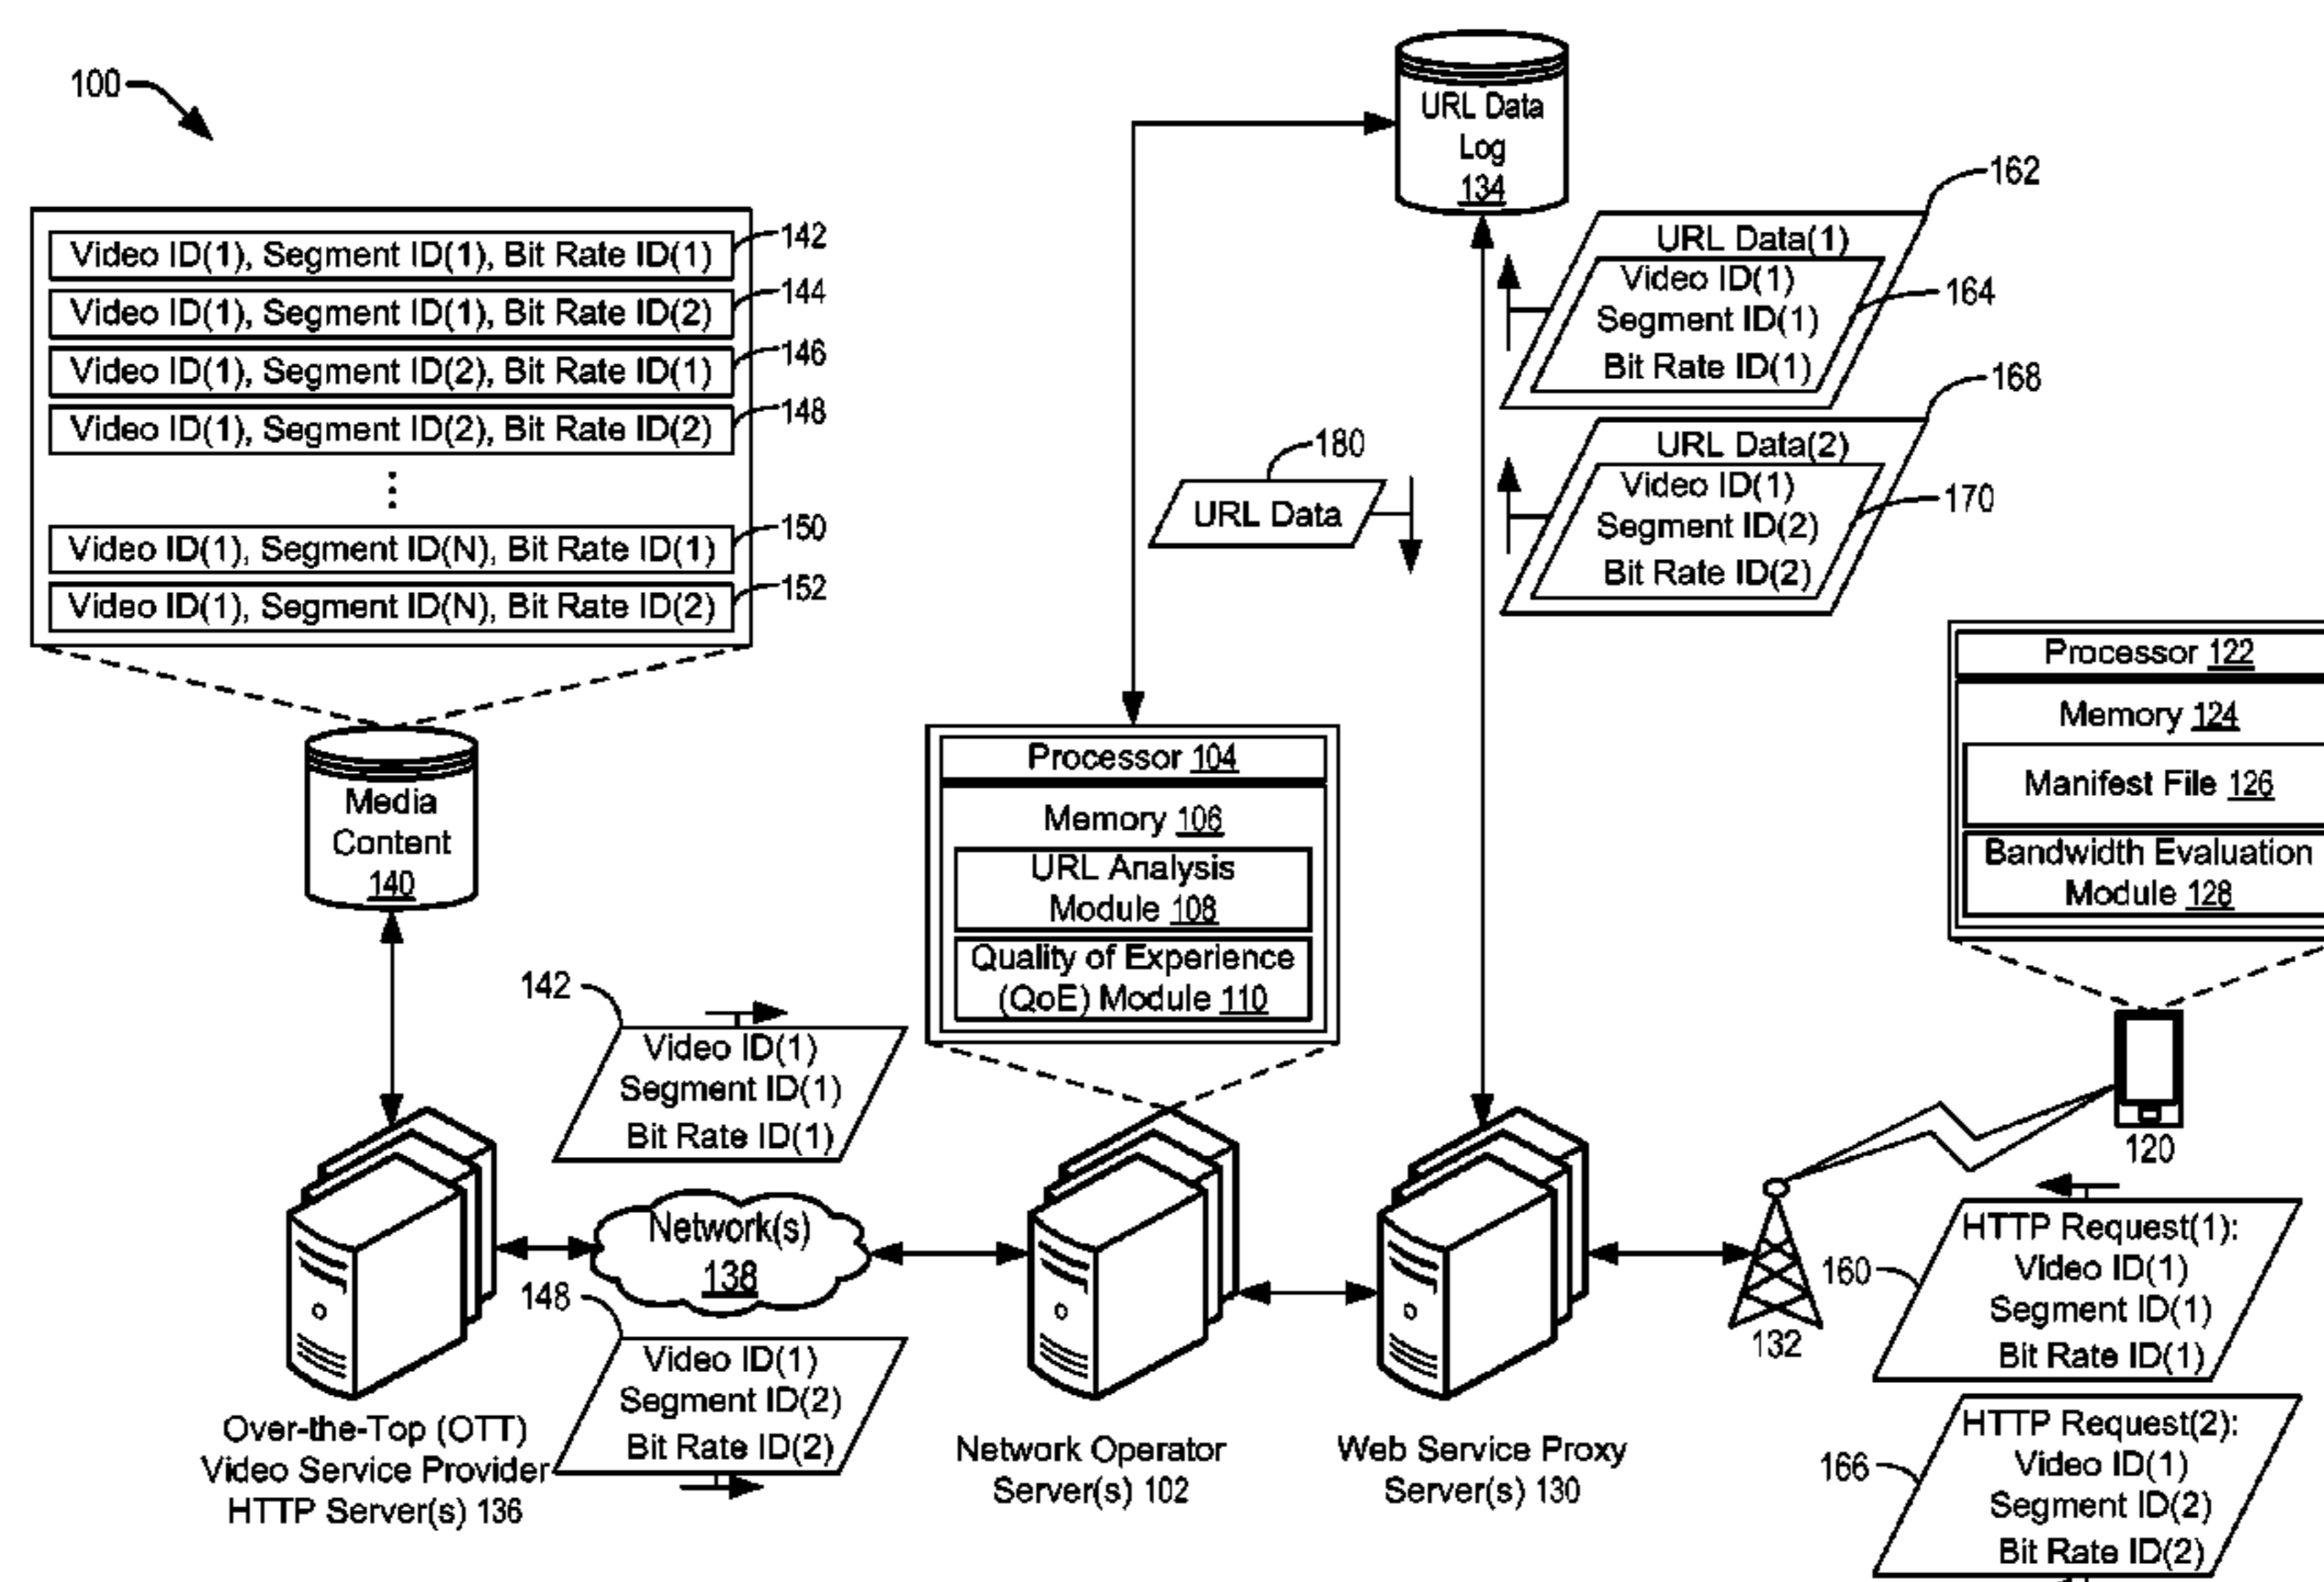 100
Video ID(1), Segment ID(1), Bit Rate ID(1)
142
Video ID(1), Segment ID(1), Bit Rate ID(2)
144
Video ID(1), Segment ID(2), Bit Rate ID(1)
146
Video ID(1), Segment ID(2), Bit Rate ID(2)
148
Video ID(1), Segment ID(N), Bit Rate ID(1)
150
Video ID(1), Segment ID(N), Bit Rate ID(2)
152
Media
Content
140
URL Data
Log
134
162
URL Data(1)
Video ID(1)
Segment ID(1)
Bit Rate ID(1)
164
168
URL Data(2)
Video ID(1)
Segment ID(2)
Bit Rate ID(2)
170
180
URL Data
Processor 104
Memory 106
URL Analysis
Module 108
Quality of Experience
(QoE) Module 110
Processor 122
Memory 124
Manifest File 126
Bandwidth Evaluation
Module 128
120
142
Video ID(1)
Segment ID(1)
Bit Rate ID(1)
Network(s)
138
148
Video ID(1)
Segment ID(2)
Bit Rate ID(2)
132
160
HTTP Request(1):
Video ID(1)
Segment ID(1)
Bit Rate ID(1)
166
HTTP Request(2):
Video ID(1)
Segment ID(2)
Bit Rate ID(2)
Over-the-Top (OTT)
Video Service Provider
HTTP Server(s) 136
Network Operator
Server(s) 102
Web Service Proxy
Server(s) 130